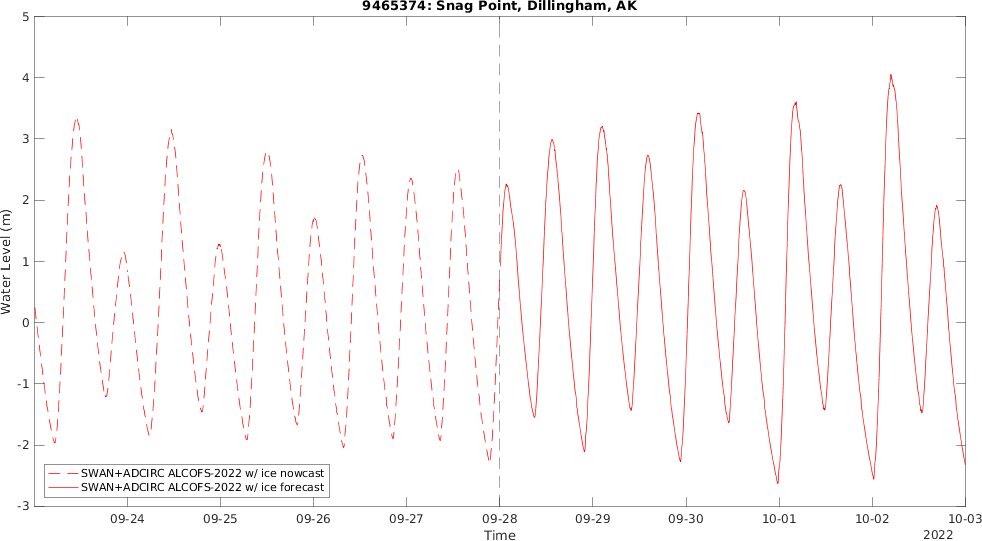 9465374: Snag Point, Dillingham, AK
5
4
3
2
1
0
-1
-2
-3
Water Level (m)
SWAN+ADCIRC ALCOFS-2022 w/ ice nowcast
SWAN+ADCIRC ALCOFS-2022 w/ ice forecast
09-24 09-25 09-26 09-27 09-28 09-29 09-30 10-01 10-02 10-03
Time
2022